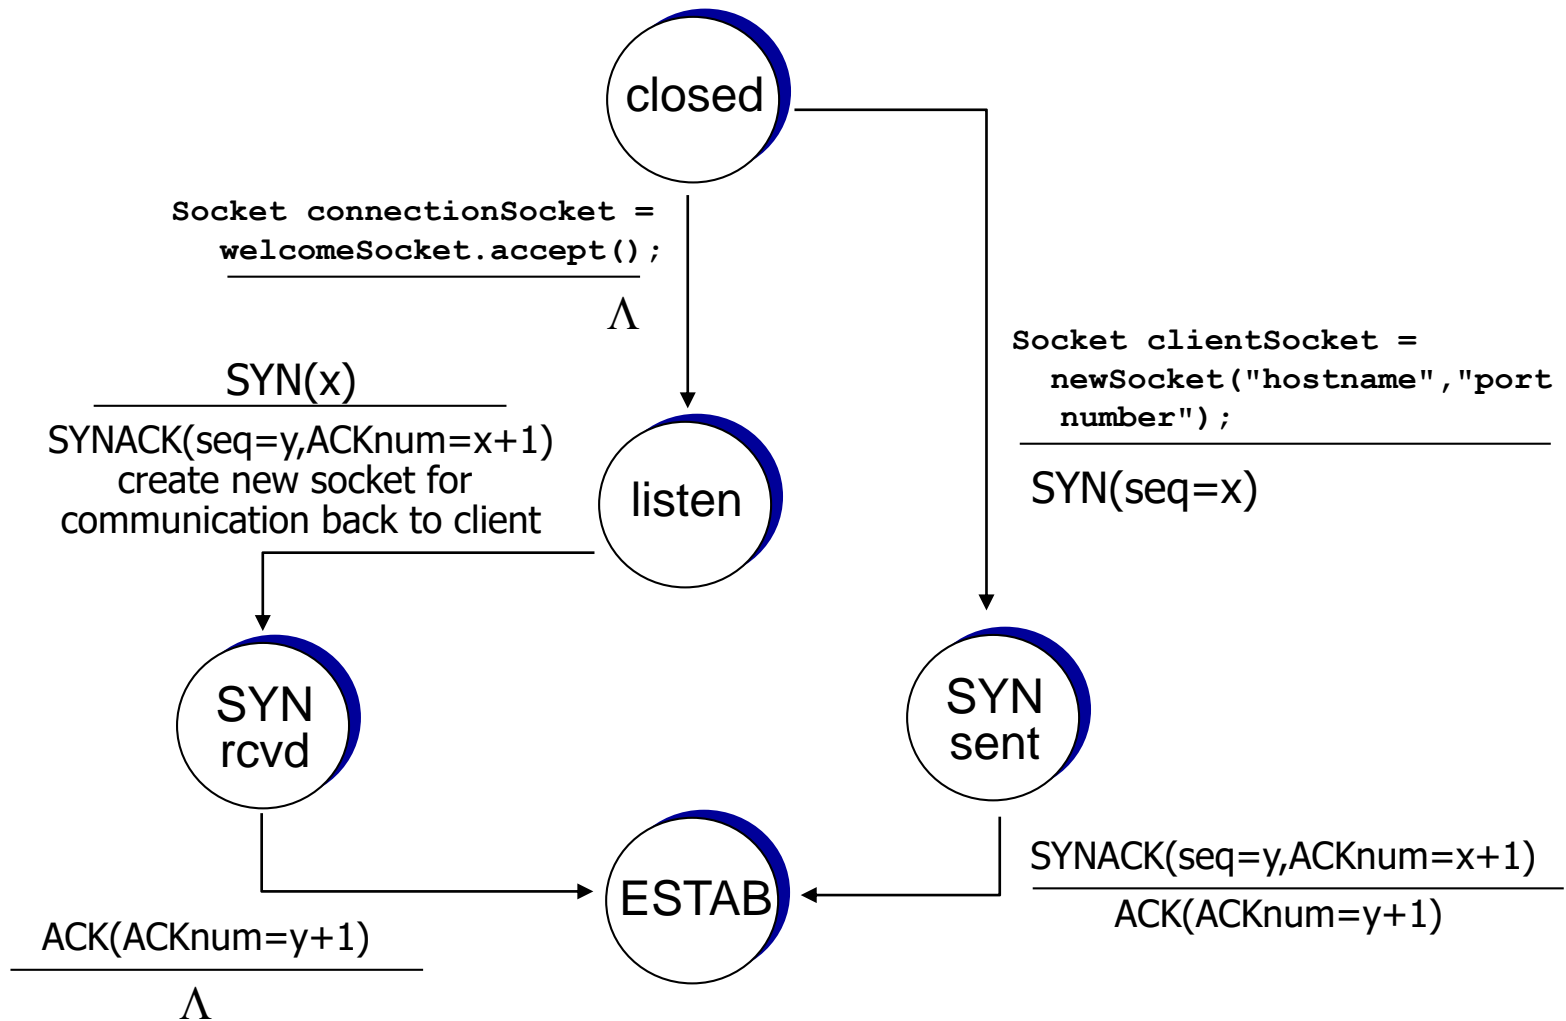 closed
Socket connectionSocket =
welcomeSocket.accept();
Λ
Socket clientSocket =
newSocket("hostname","port
number");
SYN(seq=x)
SYN(x)
SYNACK(seq=y,ACKnum=x+1)
create new socket for
communication back to client
listen
SYN
rcvd
SYN
sent
ESTAB
SYNACK(seq=y,ACKnum=x+1)
ACK(ACKnum=y+1)
ACK(ACKnum=y+1)
Λ